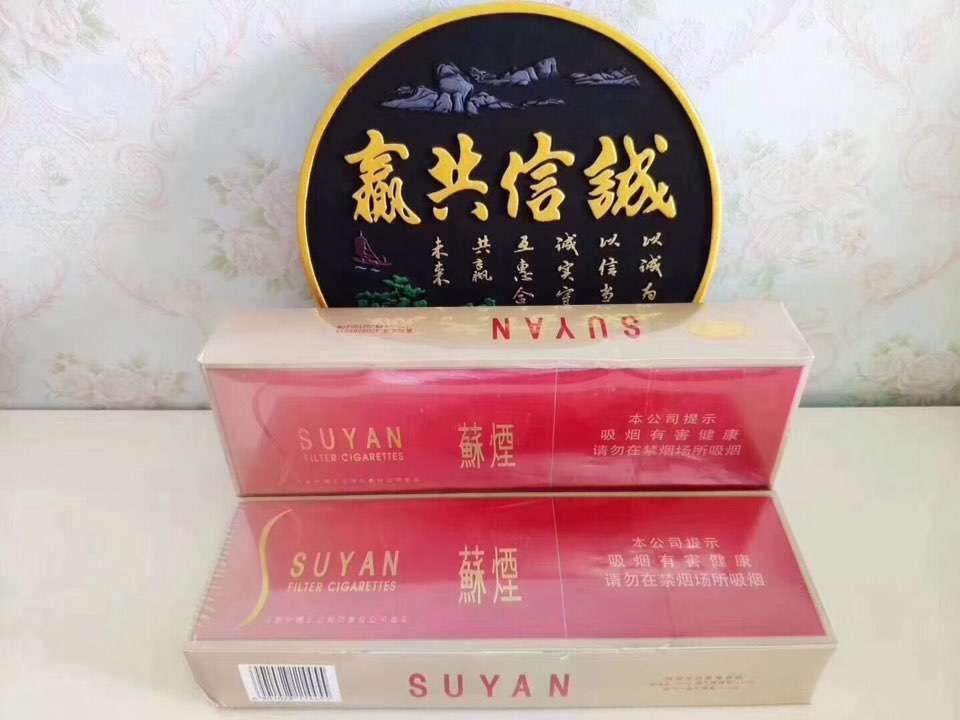 赢共信誠
以诚为
以信当
诚实守
互惠合
共赢
未来
SUYAN
SUYAN
FILTER CIGARETTES
蘇煙
本公司提示
吸烟有害健康
请勿在禁烟场所吸烟
SUYAN
FILTER CIGARETTES
蘇煙
本公司提示
吸烟有害健康
请勿在禁烟场所吸烟
SUYAN